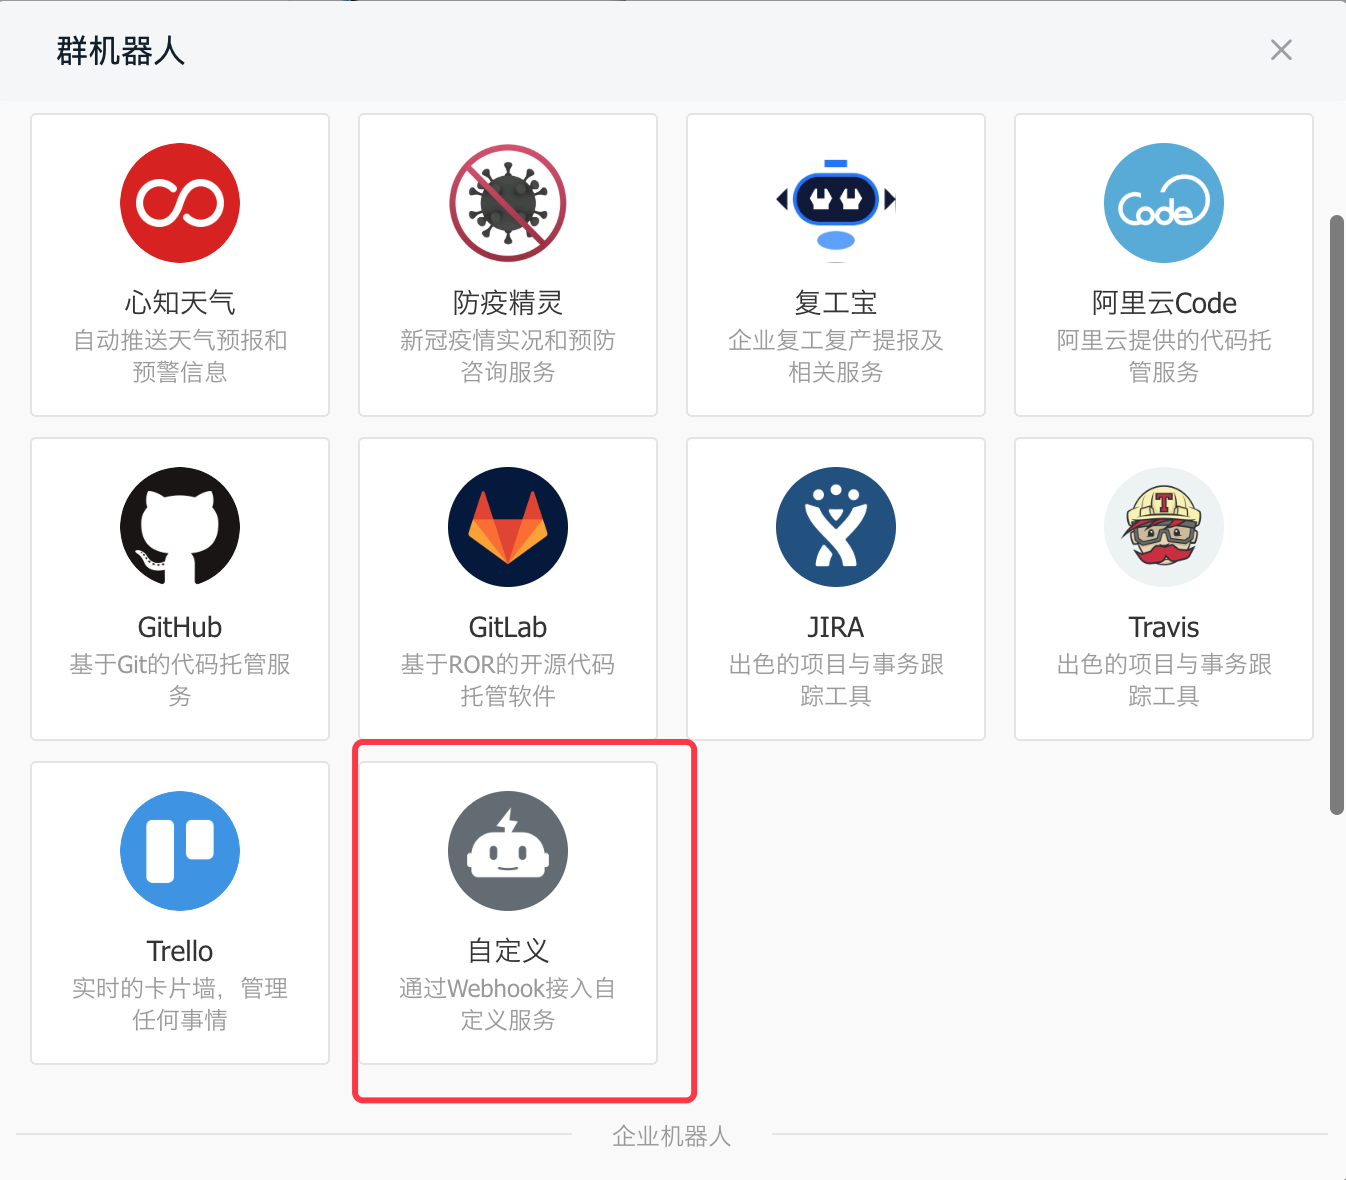 群机器人
心知天气
自动推送天气预报和
预警信息
防疫精灵
新冠疫情实况和预防
咨询服务
复工宝
企业复工复产提报及
相关服务
Code
阿里云Code
阿里云提供的代码托
管服务
GitHub
基于Git的代码托管服
务
GitLab
基于ROR的开源代码
托管软件
JIRA
出色的项目与事务跟
踪工具
T
Travis
出色的项目与事务跟
踪工具
Trello
实时的卡片墙，管理
任何事情
自定义
通过Webhook接入自
定义服务
企业机器人